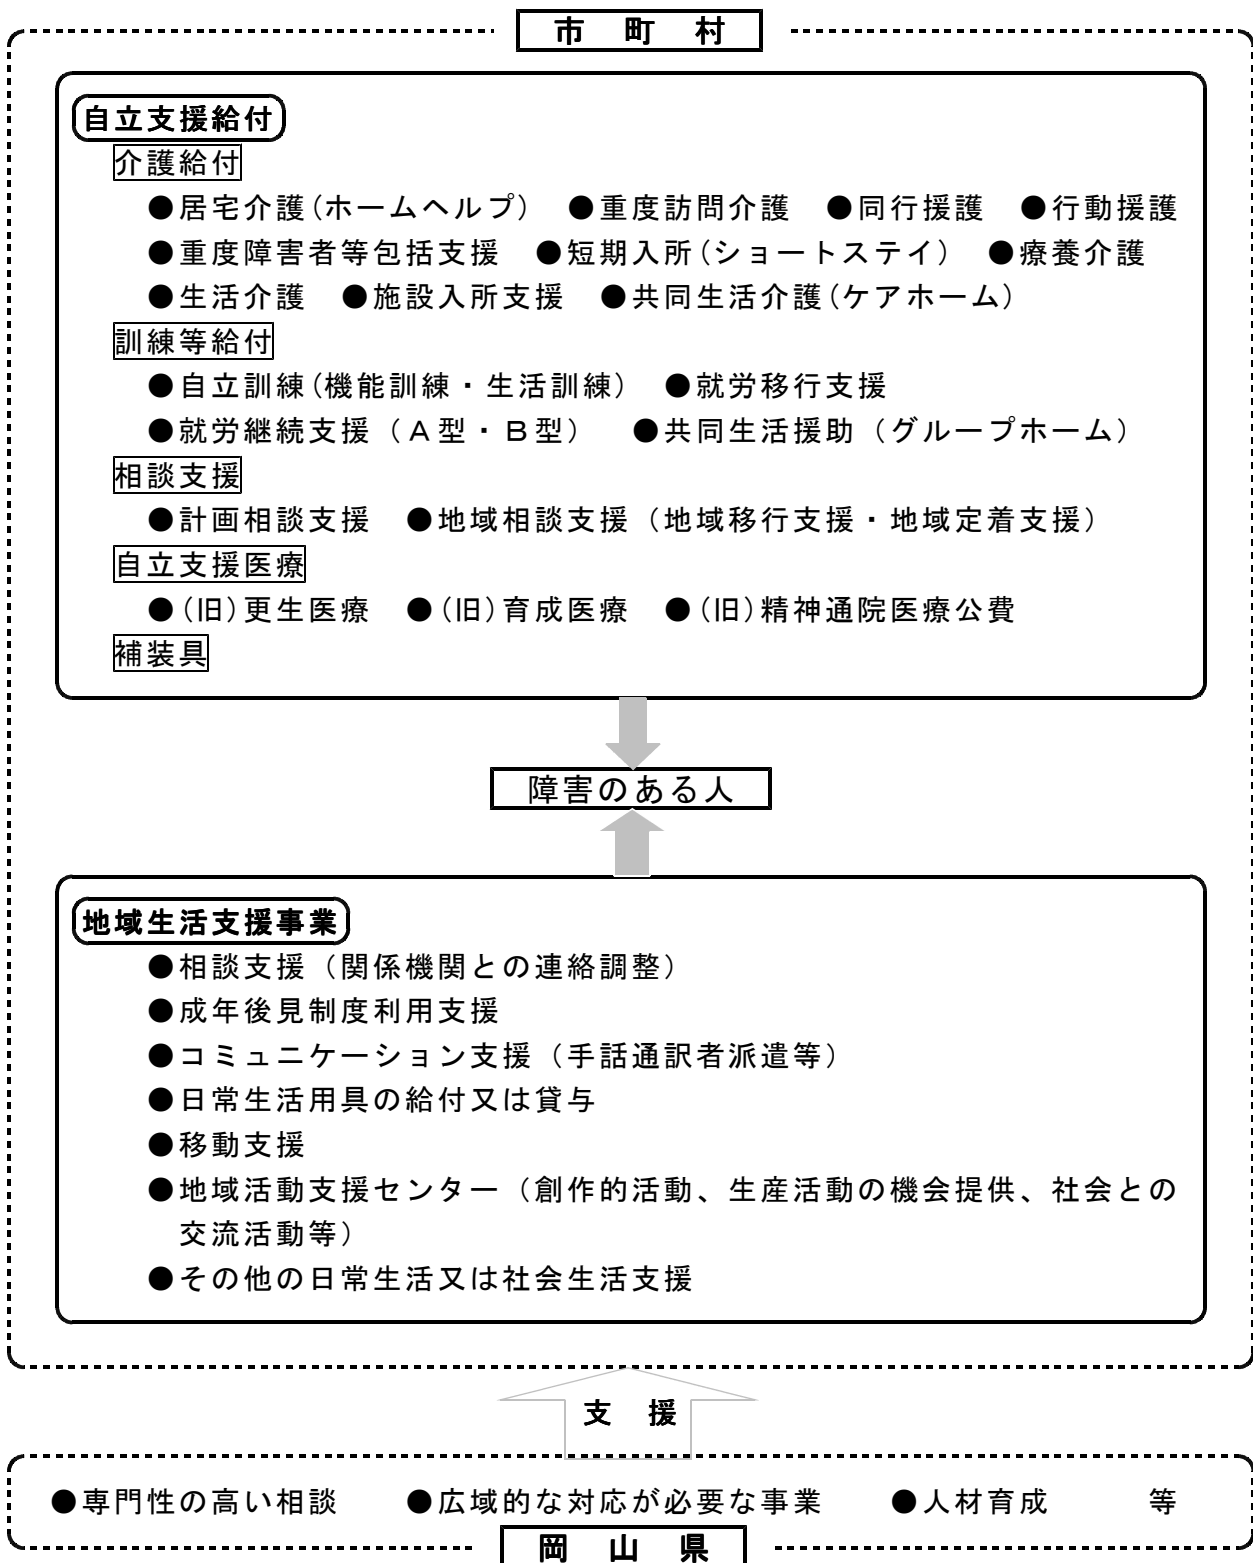 市　町　村
自立支援給付
介護給付
●居宅介護(ホームヘルプ)　●重度訪問介護　●同行援護　●行動援護
●重度障害者等包括支援　●短期入所(ショートステイ)　●療養介護
●生活介護　●施設入所支援　●共同生活介護(ケアホーム)
訓練等給付
●自立訓練(機能訓練・生活訓練)　●就労移行支援
●就労継続支援（Ａ型・Ｂ型）　●共同生活援助（グループホーム）
相談支援
●計画相談支援　●地域相談支援（地域移行支援・地域定着支援）
自立支援医療
●(旧)更生医療　●(旧)育成医療　●(旧)精神通院医療公費
補装具
障害のある人
地域生活支援事業
●相談支援（関係機関との連絡調整）
●成年後見制度利用支援
●コミュニケーション支援（手話通訳者派遣等）
●日常生活用具の給付又は貸与
●移動支援
●地域活動支援センター（創作的活動、生産活動の機会提供、社会との
交流活動等）
●その他の日常生活又は社会生活支援
支　援
●専門性の高い相談　●広域的な対応が必要な事業　●人材育成　等
岡　山　県